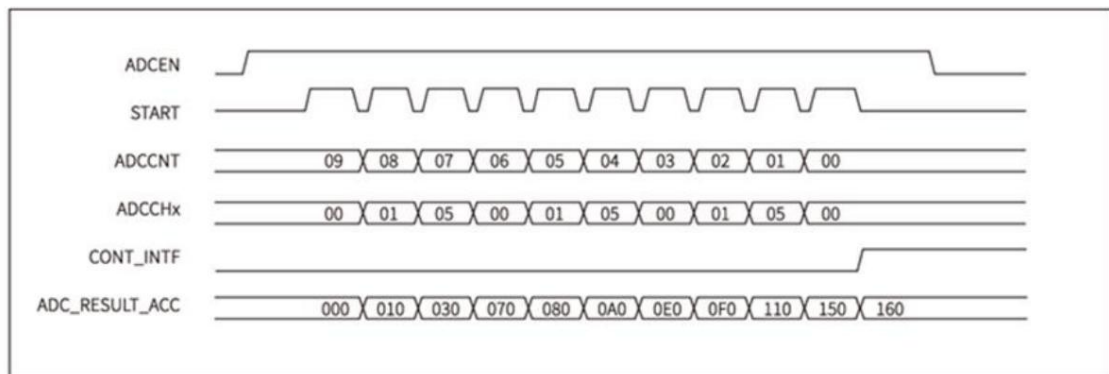 ADCEN
START
ADCCNT 09 08 07 06 05 04 03 02 01 00
ADCCHx 00 01 05 00 01 05 00 01 05 00
CONT_INTF
ADC_RESULT_ACC 000 010 030 070 080 0A0 0E0 0F0 110 150 160